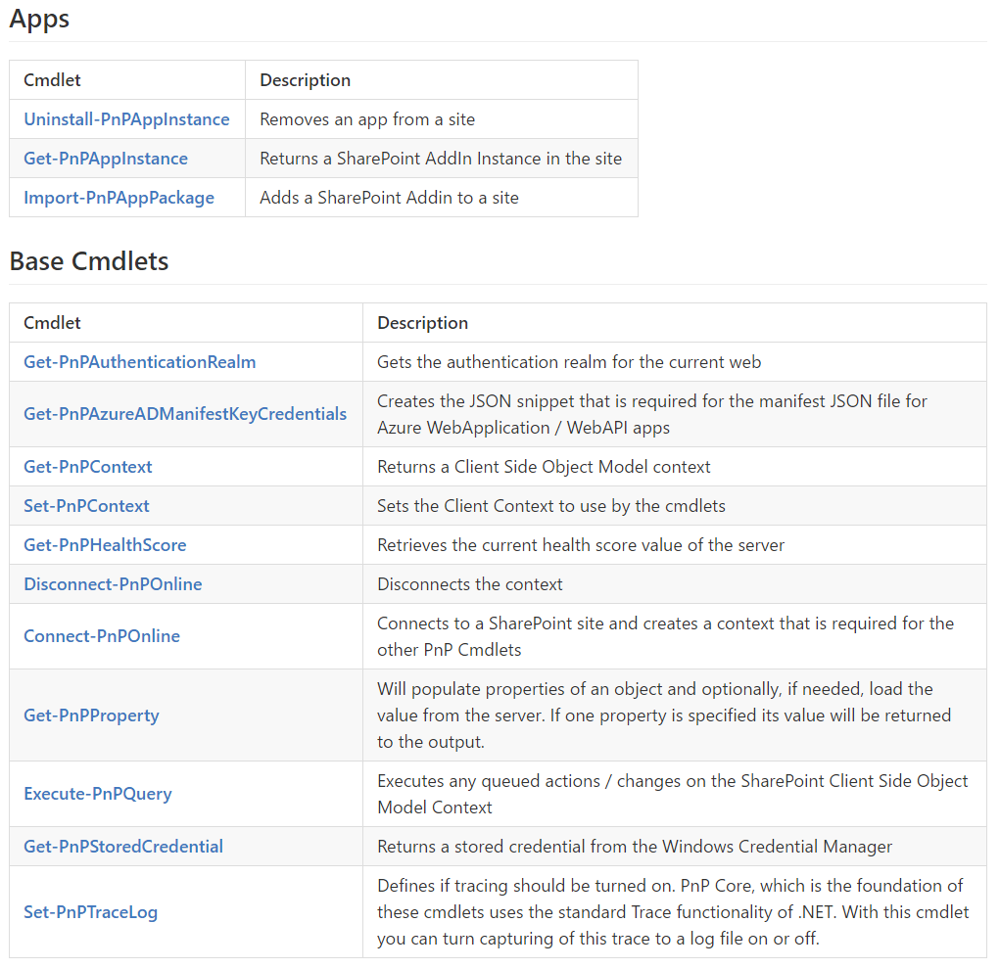 Apps
Cmdlet Description
Uninstall-PnPAppInstance Removes an app from a site
Get-PnPAppInstance Returns a SharePoint AddIn Instance in the site
Import-PnPAppPackage Adds a SharePoint Addin to a site
Base Cmdlets
Cmdlet Description
Get-PnPAuthenticationRealm Gets the authentication realm for the current web
Get-PnPAzureADManifestKeyCredentials Creates the JSON snippet that is required for the manifest JSON file for
Azure WebApplication / WebAPI apps
Get-PnPContext Returns a Client Side Object Model context
Set-PnPContext Sets the Client Context to use by the cmdlets
Get-PnPHealthScore Retrieves the current health score value of the server
Disconnect-PnPOnline Disconnects the context
Connect-PnPOnline Connects to a SharePoint site and creates a context that is required for the
other PnP Cmdlets
Get-PnPProperty Will populate properties of an object and optionally, if needed, load the
value from the server. If one property is specified its value will be returned
to the output.
Execute-PnPQuery Executes any queued actions / changes on the SharePoint Client Side Object
Model Context
Get-PnPStoredCredential Returns a stored credential from the Windows Credential Manager
Set-PnPTraceLog Defines if tracing should be turned on. PnP Core, which is the foundation of
these cmdlets uses the standard Trace functionality of .NET. With this cmdlet
you can turn capturing of this trace to a log file on or off.